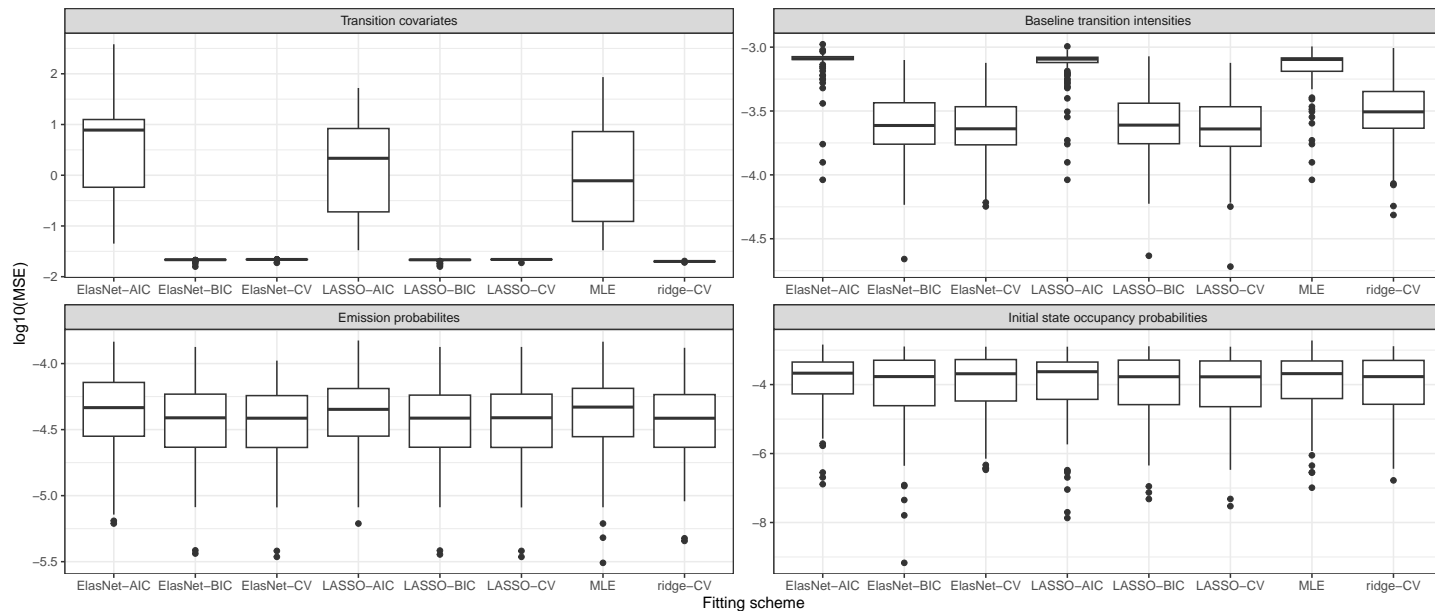 Transition covariates
Baseline transition intensities
2
1
0
−1
−2
−3.0
−3.5
−4.0
−4.5
ElasNet−AIC ElasNet−BIC ElasNet−CV LASSO−AIC LASSO−BIC LASSO−CV MLE ridge−CV
ElasNet−AIC ElasNet−BIC ElasNet−CV LASSO−AIC LASSO−BIC LASSO−CV MLE ridge−CV
log10(MSE)
Emission probabilites
Initial state occupancy probabilities
−4.0
−4.5
−5.0
−5.5
−4
−6
−8
ElasNet−AIC ElasNet−BIC ElasNet−CV LASSO−AIC LASSO−BIC LASSO−CV MLE ridge−CV
ElasNet−AIC ElasNet−BIC ElasNet−CV LASSO−AIC LASSO−BIC LASSO−CV MLE ridge−CV
Fitting scheme